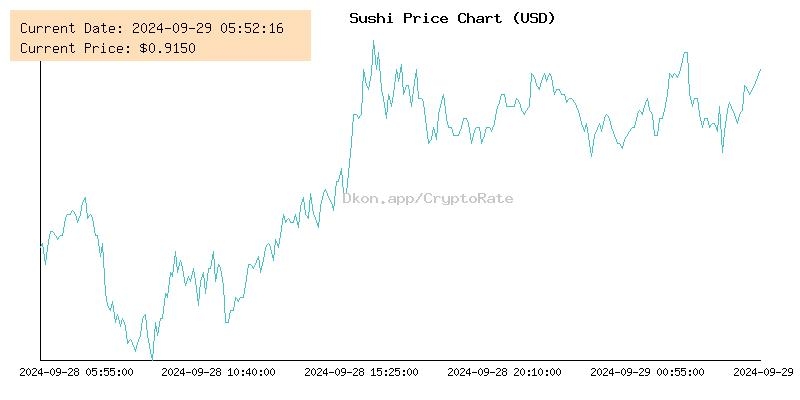 Sushi Price Chart (USD)
Current Date: 2024-09-29 05:52:16
Current Price: $0.9150
Dkon.app/CryptoRate
2024-09-28 05:55:00 2024-09-28 10:40:00 2024-09-28 15:25:00 2024-09-28 20:10:00 2024-09-29 00:55:00 2024-09-29